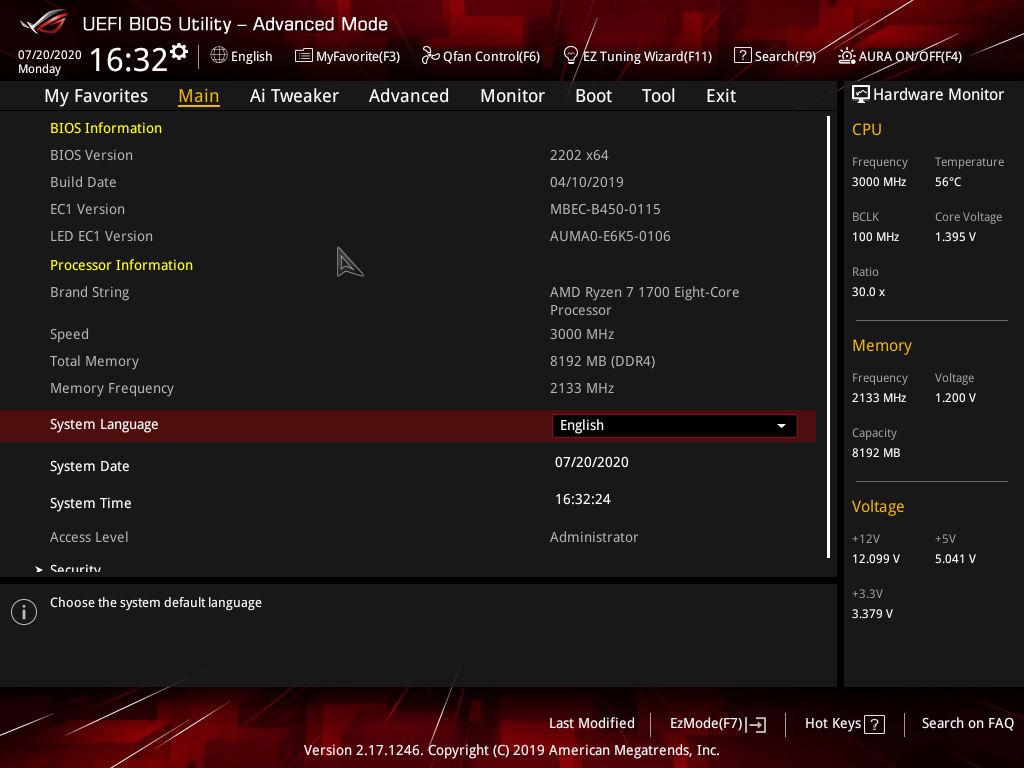 UEFI BIOS Utility – Advanced Mode
07/20/2020
Monday
16:32
English
MyFavorite(F3)
Qfan Control(F6)
EZ Tuning Wizard(F11)
Search(F9)
AURA ON/OFF(F4)
My Favorites Main Ai Tweaker Advanced Monitor Boot Tool Exit
BIOS Information
BIOS Version 2202 x64
Build Date 04/10/2019
EC1 Version MBEC-B450-0115
LED EC1 Version AUMA0-E6K5-0106
Processor Information
Brand String AMD Ryzen 7 1700 Eight-Core
Processor
Speed 3000 MHz
Total Memory 8192 MB (DDR4)
Memory Frequency 2133 MHz
System Language English
System Date 07/20/2020
System Time 16:32:24
Access Level Administrator
Security
Choose the system default language
Hardware Monitor
CPU
Frequency Temperature
3000 MHz 56°C
BCLK Core Voltage
100 MHz 1.395 V
Ratio
30.0 x
Memory
Frequency Voltage
2133 MHz 1.200 V
Capacity
8192 MB
Voltage
+12V +5V
12.099 V 5.041 V
+3.3V
3.379 V
Last Modified
EzMode(F7)
Hot Keys ?
Search on FAQ
Version 2.17.1246. Copyright (C) 2019 American Megatrends, Inc.